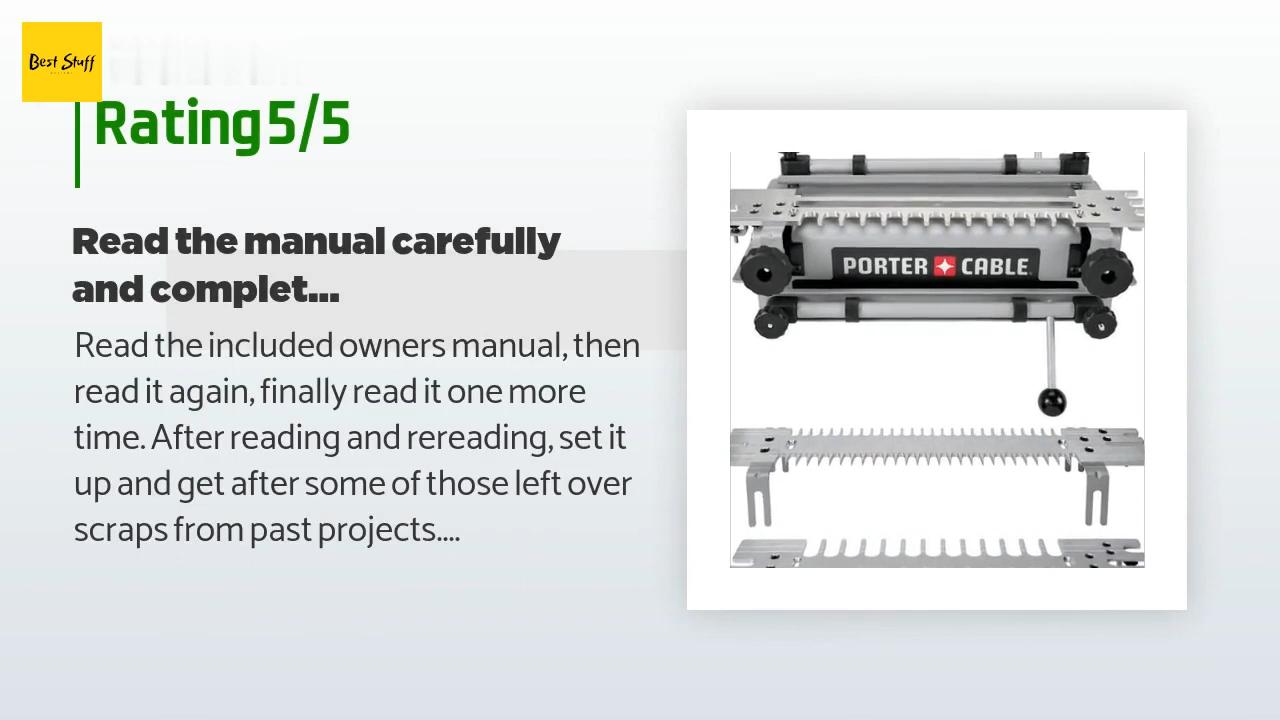 Best Stuff
Rating 5/5
Read the manual carefully
and complet...
Read the included owners manual, then
read it again, finally read it one more
time. After reading and rereading, set it
up and get after some of those left over
scraps from past projects....
PORTER CABLE